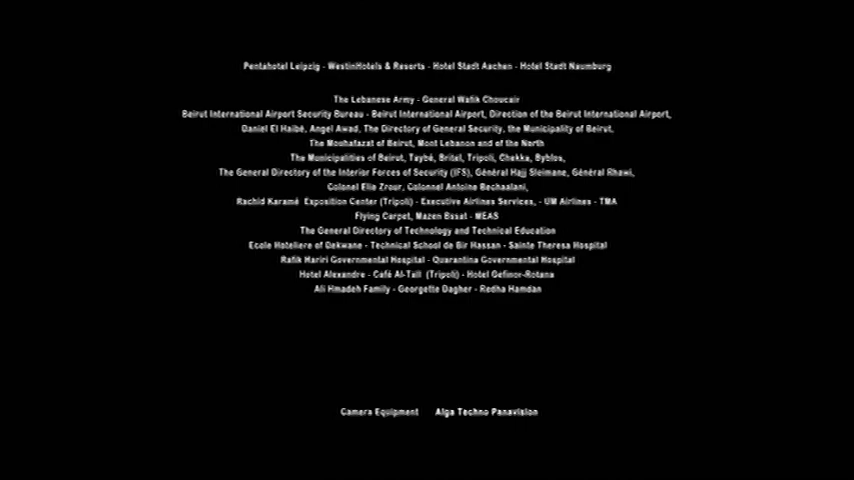 Pentahotel Leipzig - WestinHotels & Resorts - Hotel Stadt Aachen - Hotel Stadt Naumburg
The Lebanese Army - General Wafik Choucair
Beirut International Airport Security Bureau - Beirut International Airport, Direction of the Beirut International Airport,
Daniel El Haibé, Angel Awad, The Directory of General Security, the Municipality of Beirut,
The Mouhafazat of Beirut, Mont Lebanon and of the North
The Municipalities of Beirut, Taybé, Britel, Tripoli, Chekka, Byblos,
The General Directory of the Interior Forces of Security (IFS), Général Hajj Sleimane, Général Rhawi,
Colonel Elie Zrour, Colonnel Antoine Bechaalani,
Rachid Karamé Exposition Center (Tripoli) - Executive Airlines Services, - UM Airlines - TMA
Flying Carpet, Mazen Bssat - MEAS
The General Directory of Technology and Technical Education
Ecole Hoteliere of Dekwane - Technical School de Bir Hassan - Sainte Theresa Hospital
Rafik Hariri Governmental Hospital - Quarantina Governmental Hospital
Hotel Alexandre - Café Al-Tall (Tripoli) - Hotel Gefinor-Rotana
Ali Hmadeh Family - Georgette Dagher - Redha Hamdan
Camera Equipment Alga Techno Panavision